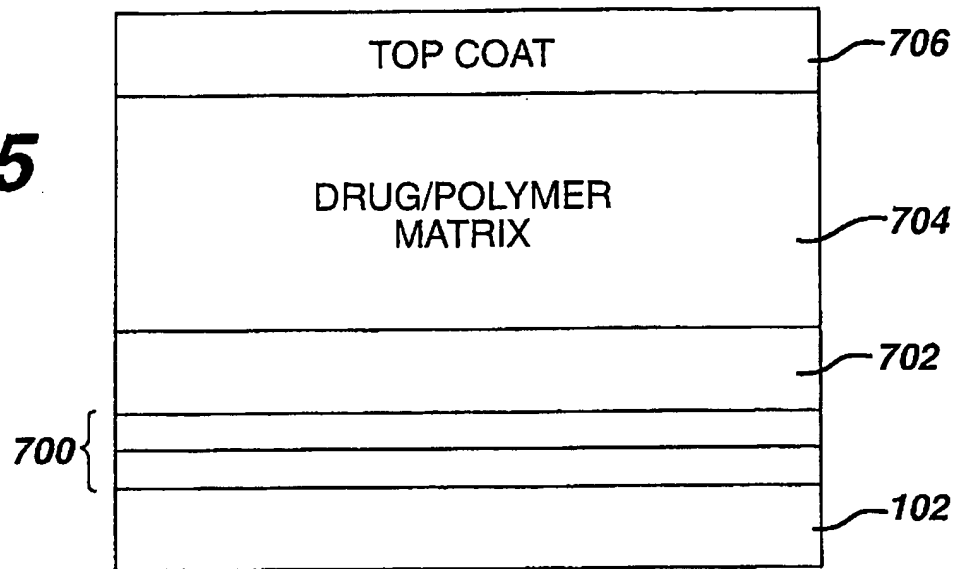 TOP COAT
706
5
DRUG/POLYMER
MATRIX
704
702
700
102